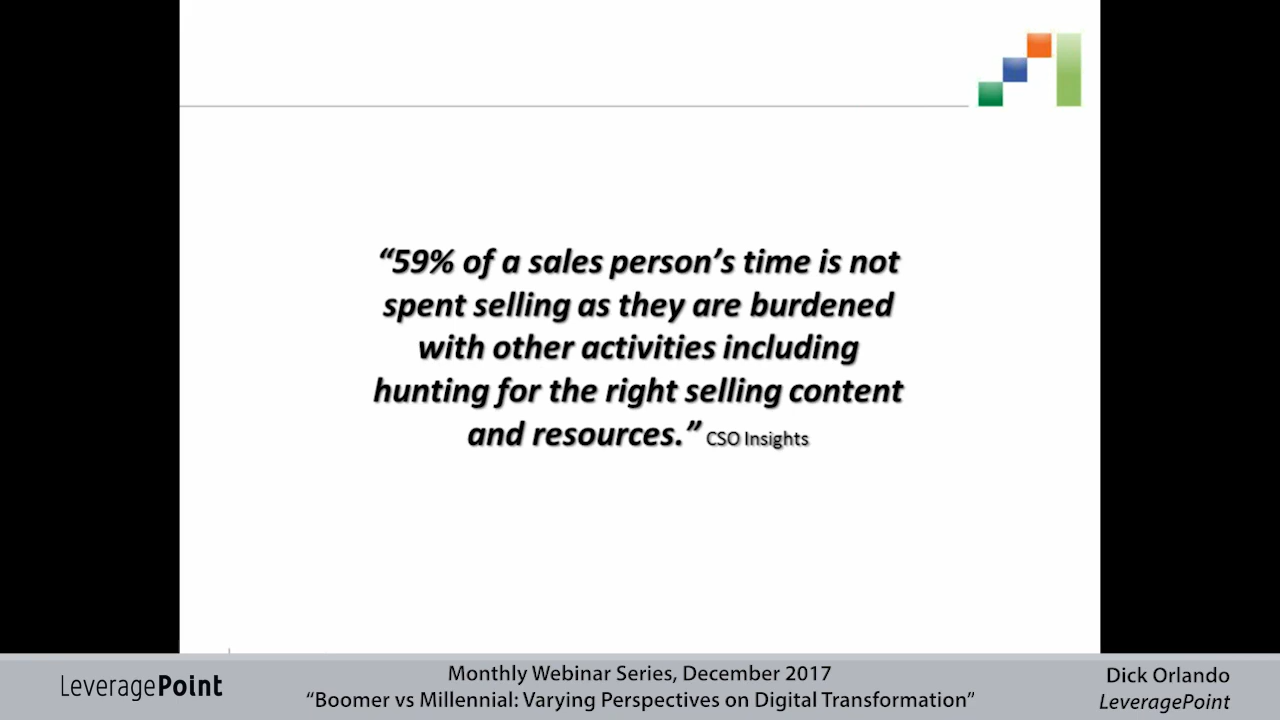 “59% of a sales person’s time is not
spent selling as they are burdened
with other activities including
hunting for the right selling content
and resources.” CSO Insights
LeveragePoint
Monthly Webinar Series, December 2017
“Boomer vs Millennial: Varying Perspectives on Digital Transformation”
Dick Orlando
LeveragePoint